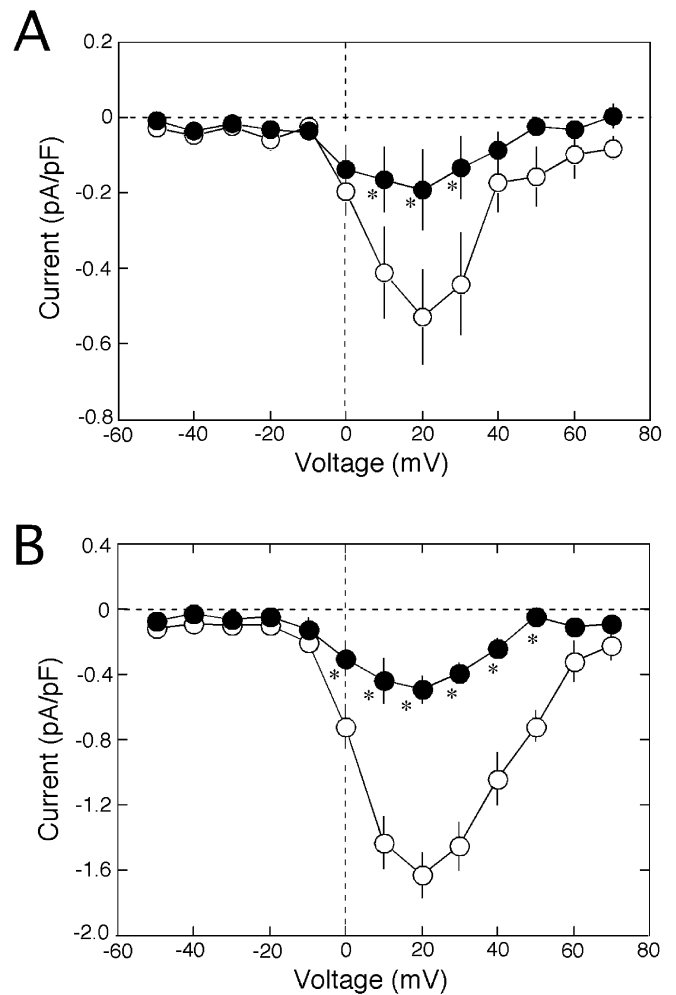 A
0.2
0
-0.2
-0.4
-0.6
-0.8
Current (pA/pF)
* * *
-60 -40 -20 0 20 40 60 80
Voltage (mV)
B
0.4
0
-0.4
-0.8
-1.2
-1.6
-2.0
Current (pA/pF)
* * * * * *
-60 -40 -20 0 20 40 60 80
Voltage (mV)